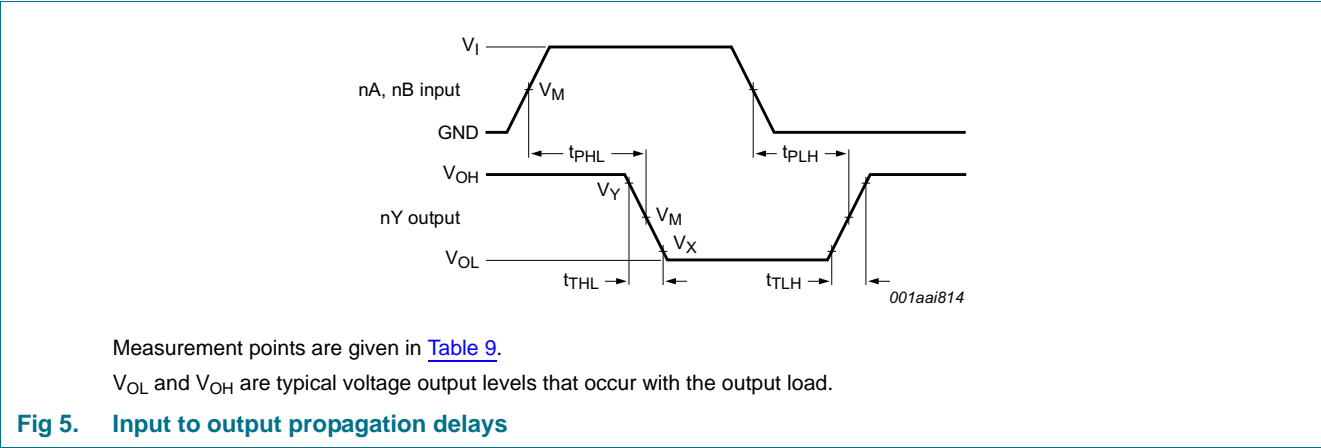 VI
nA, nB input
VM
GND
tPHL
tPLH
VOH
VY
nY output
VM
VX
VOL
tTHL
tTLH
001aai814
Measurement points are given in Table 9.
VOL and VOH are typical voltage output levels that occur with the output load.
Fig 5. Input to output propagation delays